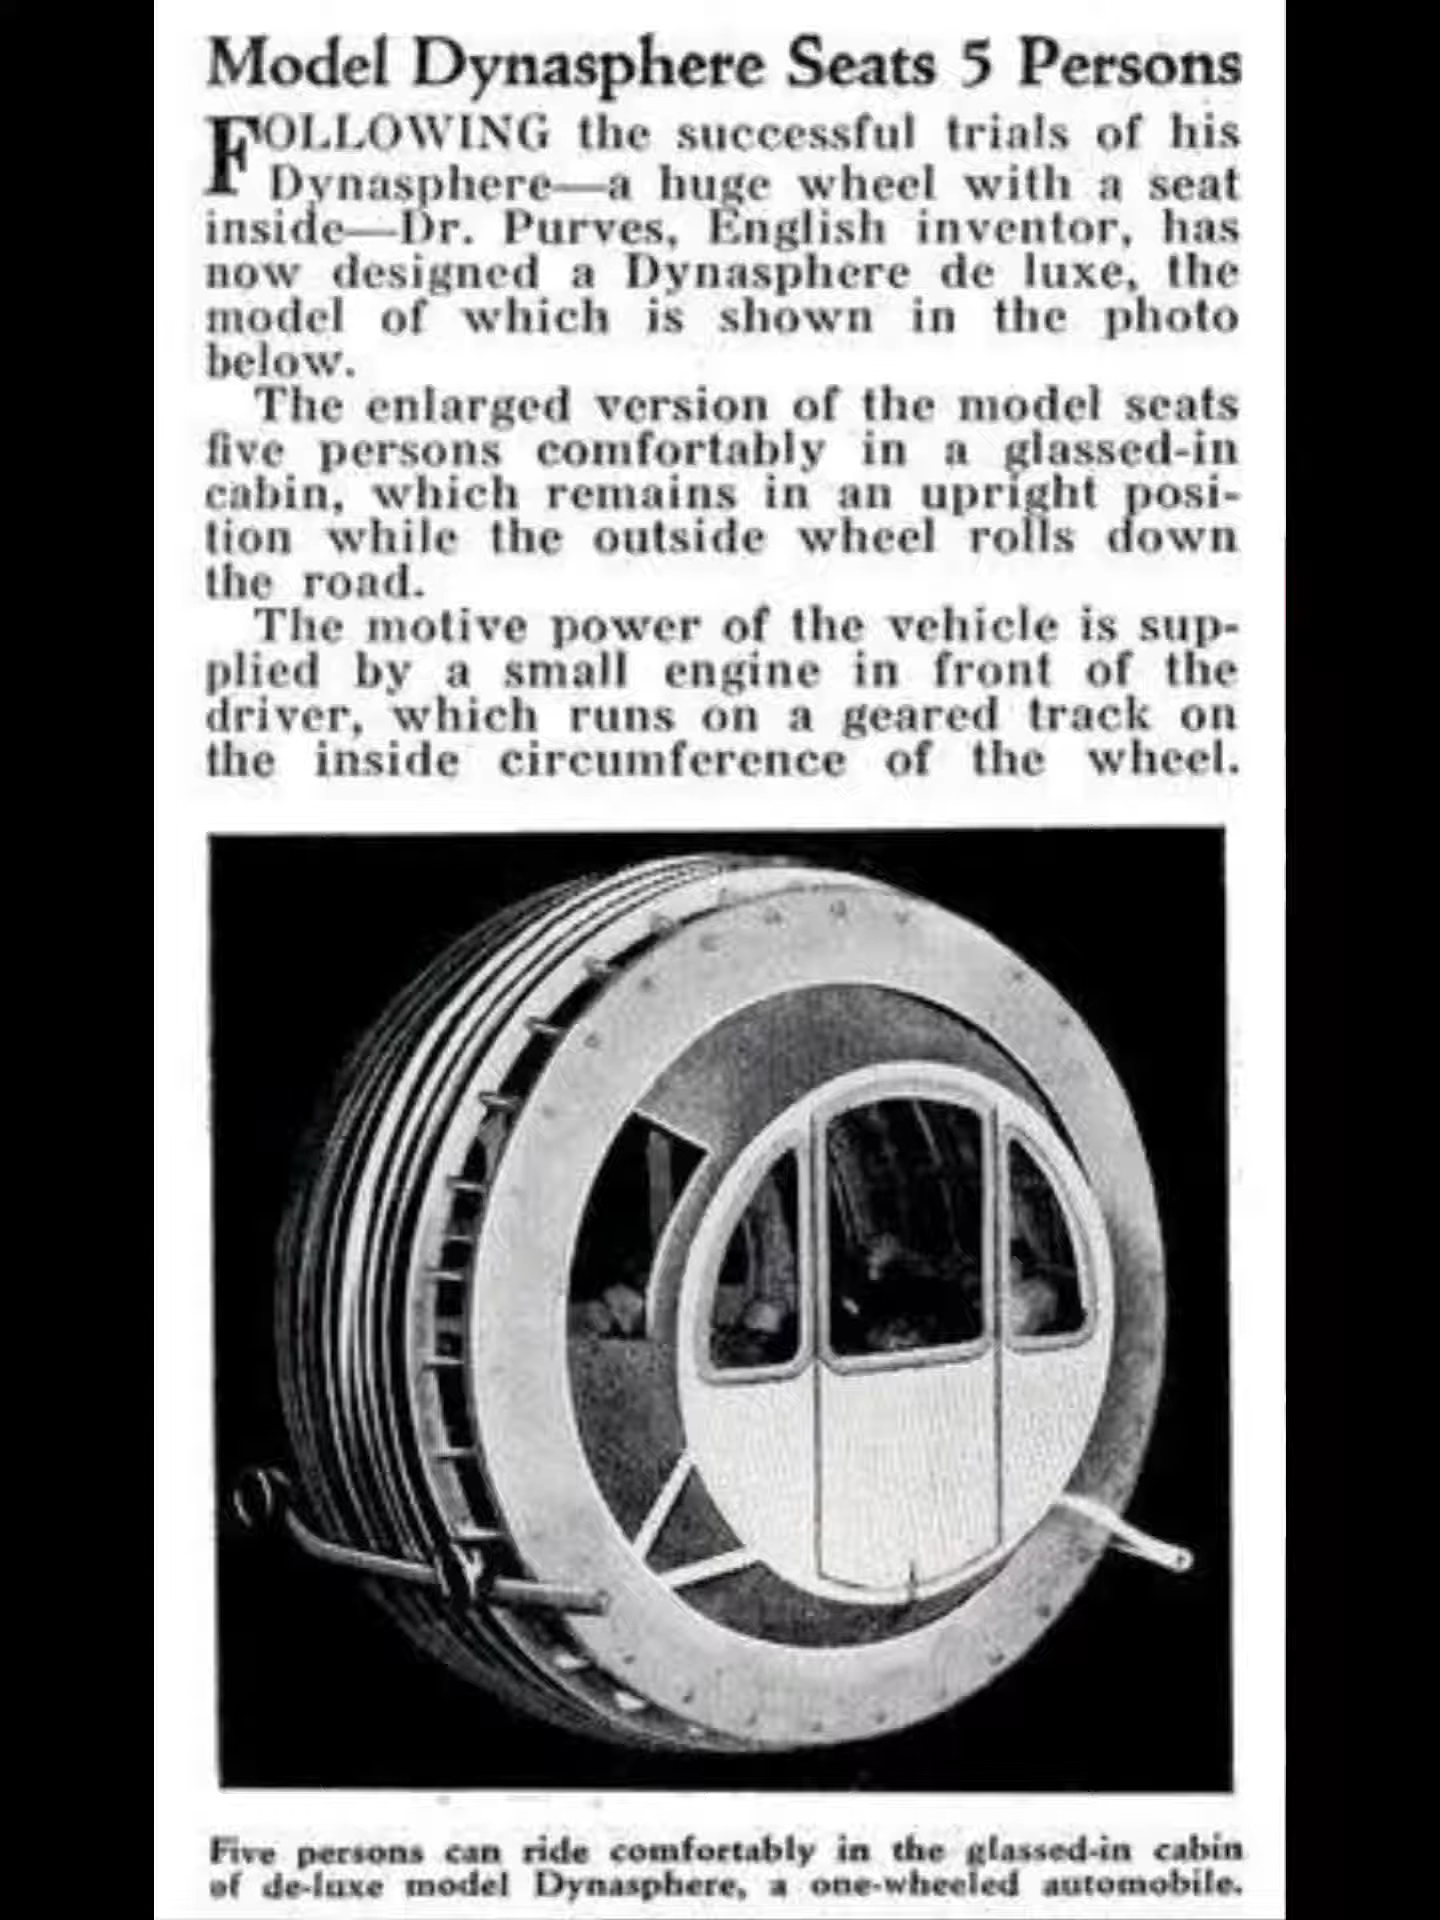 Model Dynasphere Seats 5 Persons
FOLLOWING the successful trials of his
Dynasphere—a huge wheel with a seat
inside—Dr. Purves, English inventor, has
now designed a Dynasphere de luxe, the
model of which is shown in the photo
below.
The enlarged version of the model seats
five persons comfortably in a glassed-in
cabin, which remains in an upright posi-
tion while the outside wheel rolls down
the road.
The motive power of the vehicle is sup-
plied by a small engine in front of the
driver, which runs on a geared track on
the inside circumference of the wheel.
Five persons can ride comfortably in the glassed-in cabin
of de-luxe model Dynasphere, a one-wheeled automobile.